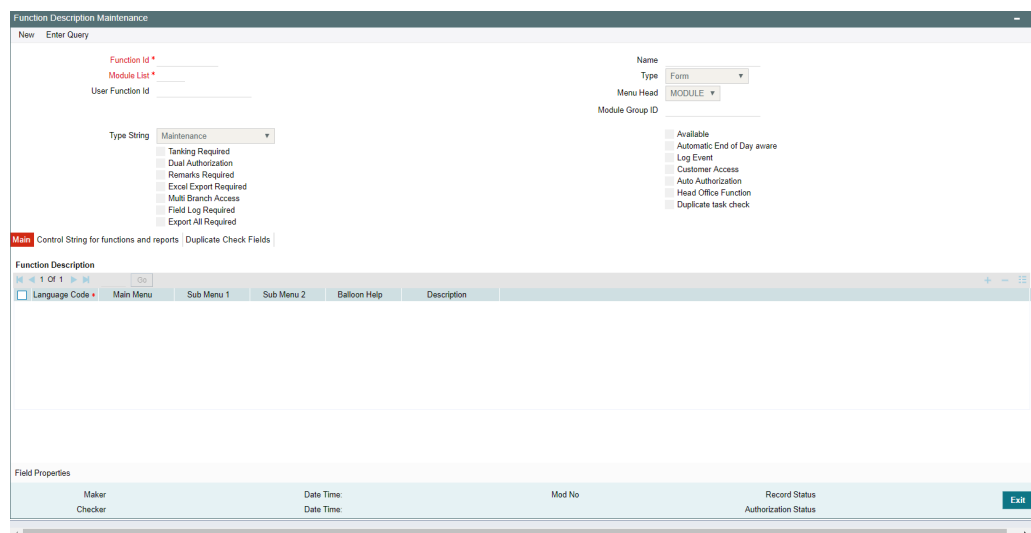 Function Description Maintenance
New Enter Query
Function Id *
Module List *
User Function Id
Name
Type Form
Menu Head MODULE
Module Group ID
Type String Maintenance
Tanking Required
Dual Authorization
Remarks Required
Excel Export Required
Multi Branch Access
Field Log Required
Export All Required
Available
Automatic End of Day aware
Log Event
Customer Access
Auto Authorization
Head Office Function
Duplicate task check
Main Control String for functions and reports Duplicate Check Fields
Function Description
1 Of 1 Go
Language Code * Main Menu Sub Menu 1 Sub Menu 2 Balloon Help Description
Field Properties
Maker Date Time: Mod No Record Status
Checker Date Time: Authorization Status
Exit